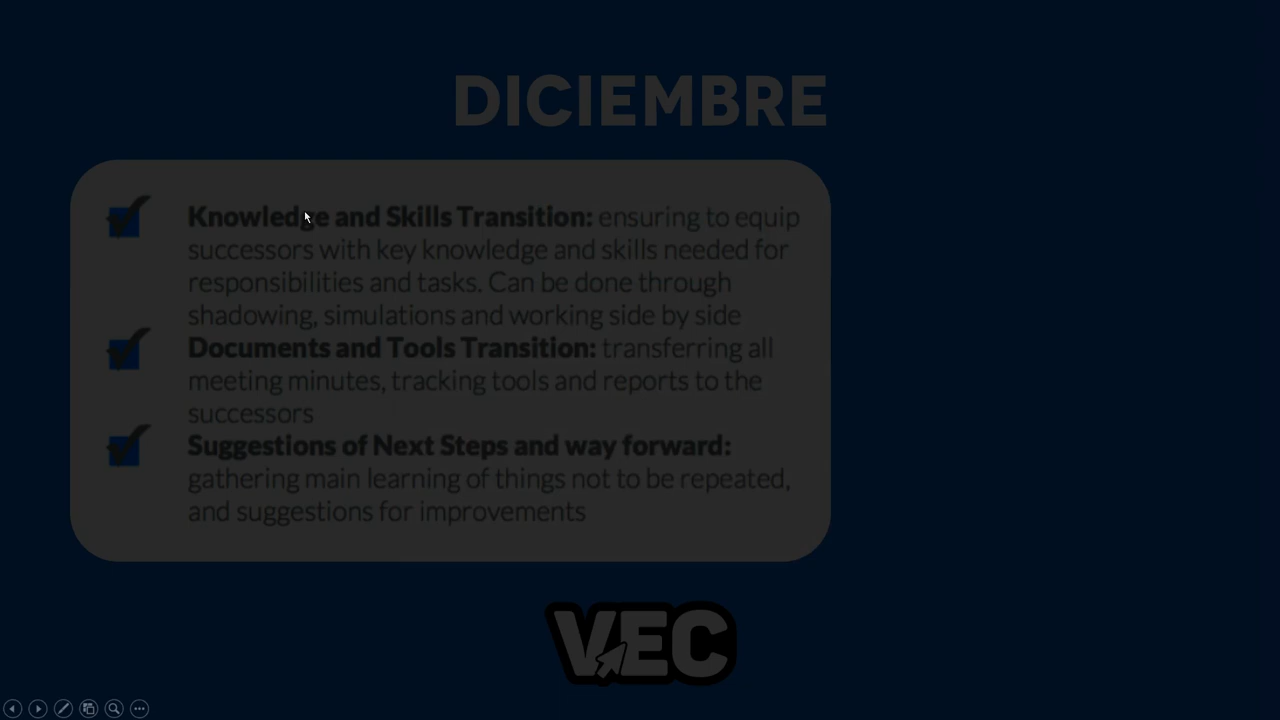 DICIEMBRE
Knowledge and Skills Transition: ensuring to equip
successors with key knowledge and skills needed for
responsibilities and tasks. Can be done through
shadowing, simulations and working side by side
Documents and Tools Transition: transferring all
meeting minutes, tracking tools and reports to the
successors
Suggestions of Next Steps and way forward:
gathering main learning of things not to be repeated,
and suggestions for improvements
VEC